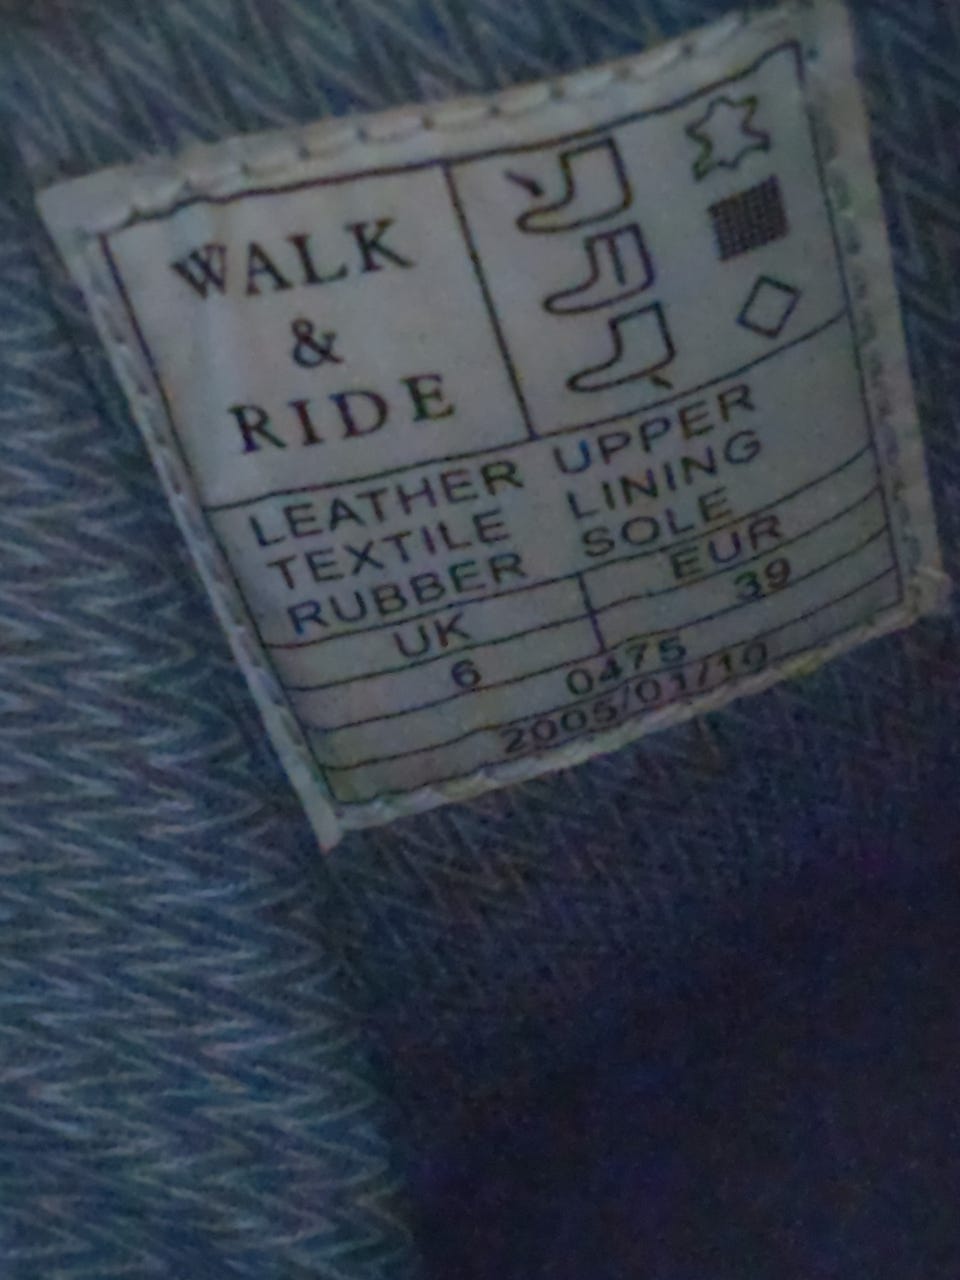 WALK
&
RIDE
LEATHER UPPER
TEXTILE LINING
RUBBER SOLE
UK EUR
6 39
0475
2005/01/10